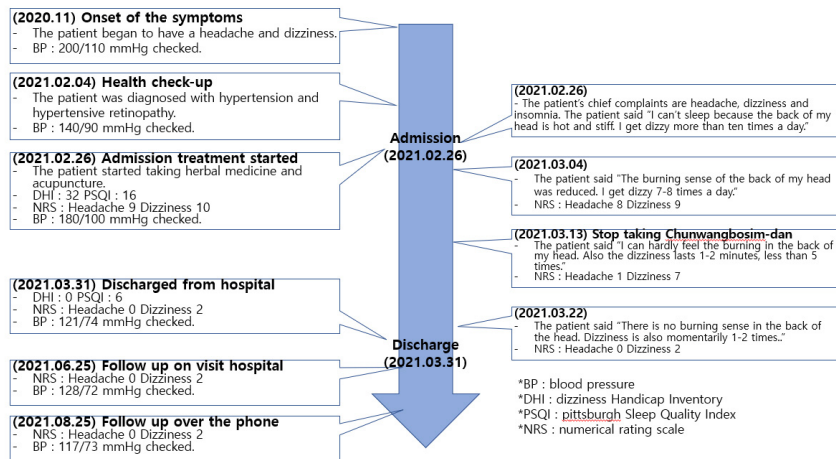 (2020.11) Onset of the symptoms
- The patient began to have a headache and dizziness.
- BP : 200/110 mmHg checked.
(2021.02.04) Health check-up
- The patient was diagnosed with hypertension and
hypertensive retinopathy.
- BP : 140/90 mmHg checked.
(2021.02.26) Admission treatment started
- The patient started taking herbal medicine and
acupuncture.
- DHI : 32 PSQI : 16
- NRS : Headache 9 Dizziness 10
- BP : 180/100 mmHg checked.
(2021.03.31) Discharged from hospital
- DHI : 0 PSQI : 6
- NRS : Headache 0 Dizziness 2
- BP : 121/74 mmHg checked.
(2021.06.25) Follow up on visit hospital
- NRS : Headache 0 Dizziness 2
- BP : 128/72 mmHg checked.
(2021.08.25) Follow up over the phone
- NRS : Headache 0 Dizziness 2
- BP : 117/73 mmHg checked.
Admission
(2021.02.26)
Discharge
(2021.03.31)
(2021.02.26)
- The patient's chief complaints are headache, dizziness and
insomnia. The patient said "I can't sleep because the back of my
head is hot and stiff. I get dizzy more than ten times a day."
(2021.03.04)
- The patient said "The burning sense of the back of my head
was reduced. I get dizzy 7-8 times a day."
- NRS : Headache 8 Dizziness 9
(2021.03.13) Stop taking Chunwangbosim-dan
- The patient said "I can hardly feel the burning in the back of
my head. Also the dizziness lasts 1-2 minutes, less than 5
times."
- NRS : Headache 1 Dizziness 7
(2021.03.22)
- The patient said "There is no burning sense in the back of
the head. Dizziness is also momentarily 1-2 times.."
- NRS : Headache 0 Dizziness 2
*BP : blood pressure
*DHI : dizziness Handicap Inventory
*PSQI : pittsburgh Sleep Quality Index
*NRS : numerical rating scale